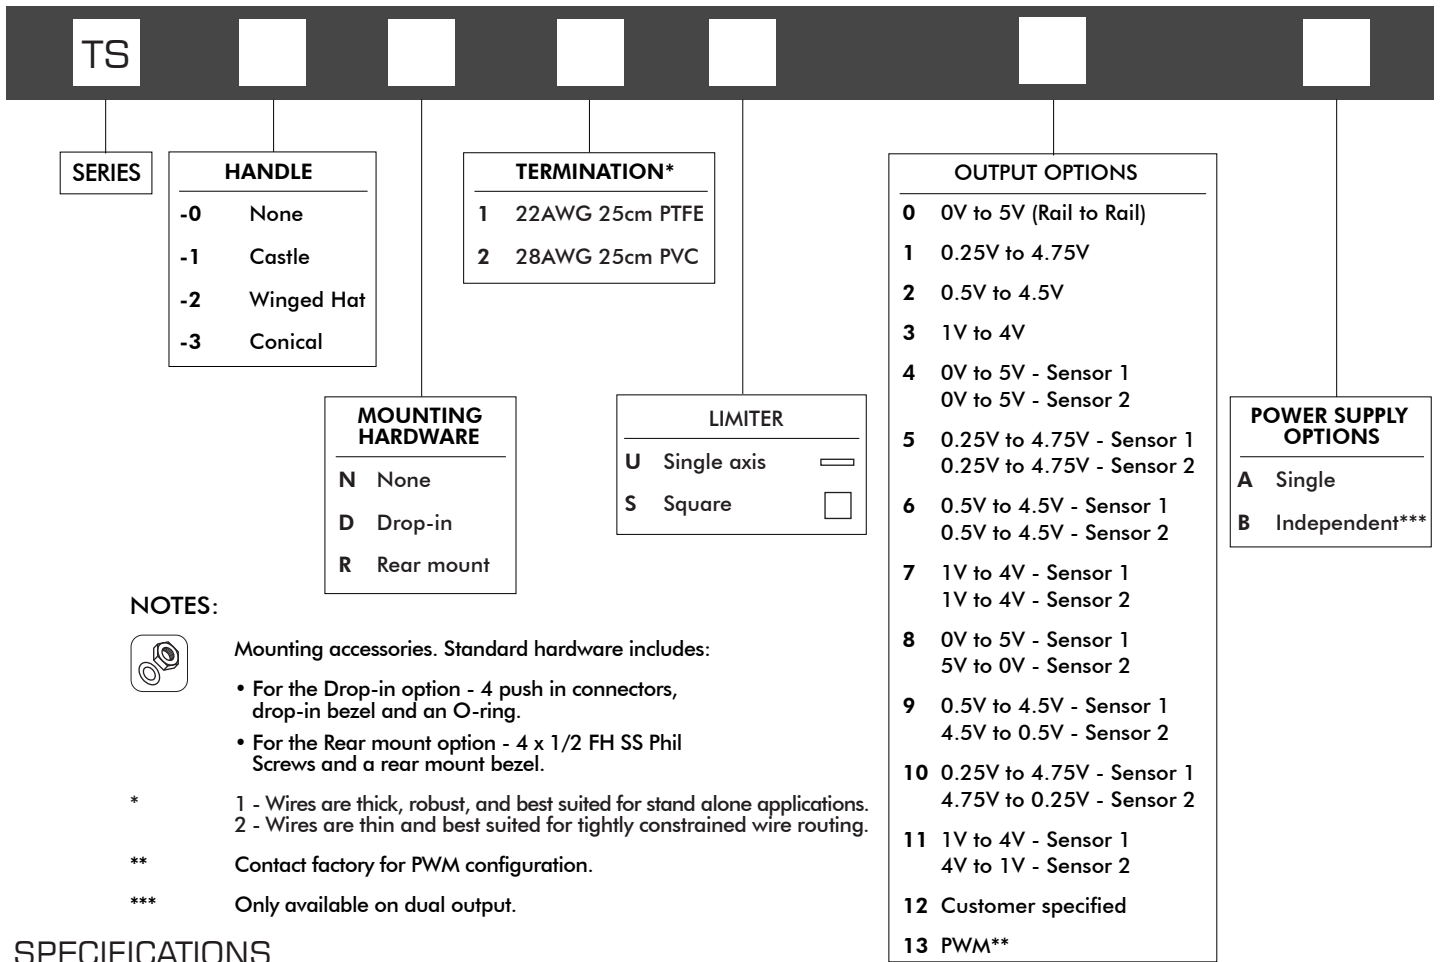 TS
SERIES
HANDLE
-0 None
-1 Castle
-2 Winged Hat
-3 Conical
MOUNTING
HARDWARE
N None
D Drop-in
R Rear mount
TERMINATION*
1 22AWG 25cm PTFE
2 28AWG 25cm PVC
LIMITER
U Single axis
S Square
OUTPUT OPTIONS
0 0V to 5V (Rail to Rail)
1 0.25V to 4.75V
2 0.5V to 4.5V
3 1V to 4V
4 0V to 5V - Sensor 1
0V to 5V - Sensor 2
5 0.25V to 4.75V - Sensor 1
0.25V to 4.75V - Sensor 2
6 0.5V to 4.5V - Sensor 1
0.5V to 4.5V - Sensor 2
7 1V to 4V - Sensor 1
1V to 4V - Sensor 2
8 0V to 5V - Sensor 1
5V to 0V - Sensor 2
9 0.5V to 4.5V - Sensor 1
4.5V to 0.5V - Sensor 2
10 0.25V to 4.75V - Sensor 1
4.75V to 0.25V - Sensor 2
11 1V to 4V - Sensor 1
4V to 1V - Sensor 2
12 Customer specified
13 PWM**
POWER SUPPLY
OPTIONS
A Single
B Independent***
NOTES:
Mounting accessories. Standard hardware includes:
• For the Drop-in option - 4 push in connectors,
drop-in bezel and an O-ring.
• For the Rear mount option - 4 x 1/2 FH SS Phil
Screws and a rear mount bezel.
* 1 - Wires are thick, robust, and best suited for stand alone applications.
2 - Wires are thin and best suited for tightly constrained wire routing.
** Contact factory for PWM configuration.
*** Only available on dual output.
SPECIFICATIONS